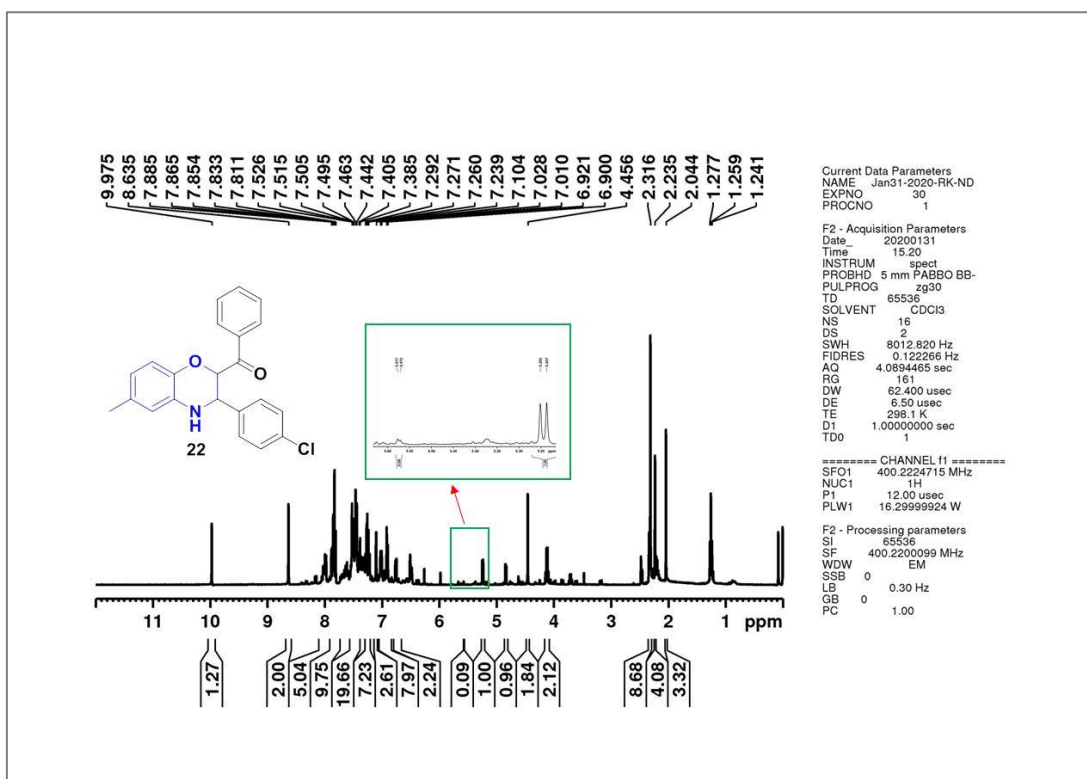 9.975
8.635
7.885
7.865
7.854
7.833
7.811
7.526
7.515
7.505
7.495
7.463
7.442
7.405
7.385
7.292
7.271
7.260
7.239
7.104
7.028
7.010
6.921
6.900
4.456
2.316
2.235
2.044
1.277
1.259
1.241
O
O
N
H
Cl
22
ppm
11 10 9 8 7 6 5 4 3 2 1 ppm
1.27
2.00
5.04
9.75
19.66
7.23
2.61
7.97
2.24
0.09
1.00
0.96
1.84
2.12
8.68
4.08
3.32
Current Data Parameters
NAME Jan31-2020-RK-ND
EXPNO 30
PROCNO 1
F2 - Acquisition Parameters
Date_ 20200131
Time 15.20
INSTRUM spect
PROBHD 5 mm PABBO BB-
PULPROG zg30
TD 65536
SOLVENT CDCl3
NS 16
DS 2
SWH 8012.820 Hz
FIDRES 0.122266 Hz
AQ 4.0894465 sec
RG 161
DW 62.400 usec
DE 6.50 usec
TE 298.1 K
D1 1.00000000 sec
TD0 1
======== CHANNEL f1 ========
SFO1 400.2224715 MHz
NUC1 1H
P1 12.00 usec
PLW1 16.29999924 W
F2 - Processing parameters
SI 65536
SF 400.2200099 MHz
WDW EM
SSB 0
LB 0.30 Hz
GB 0
PC 1.00